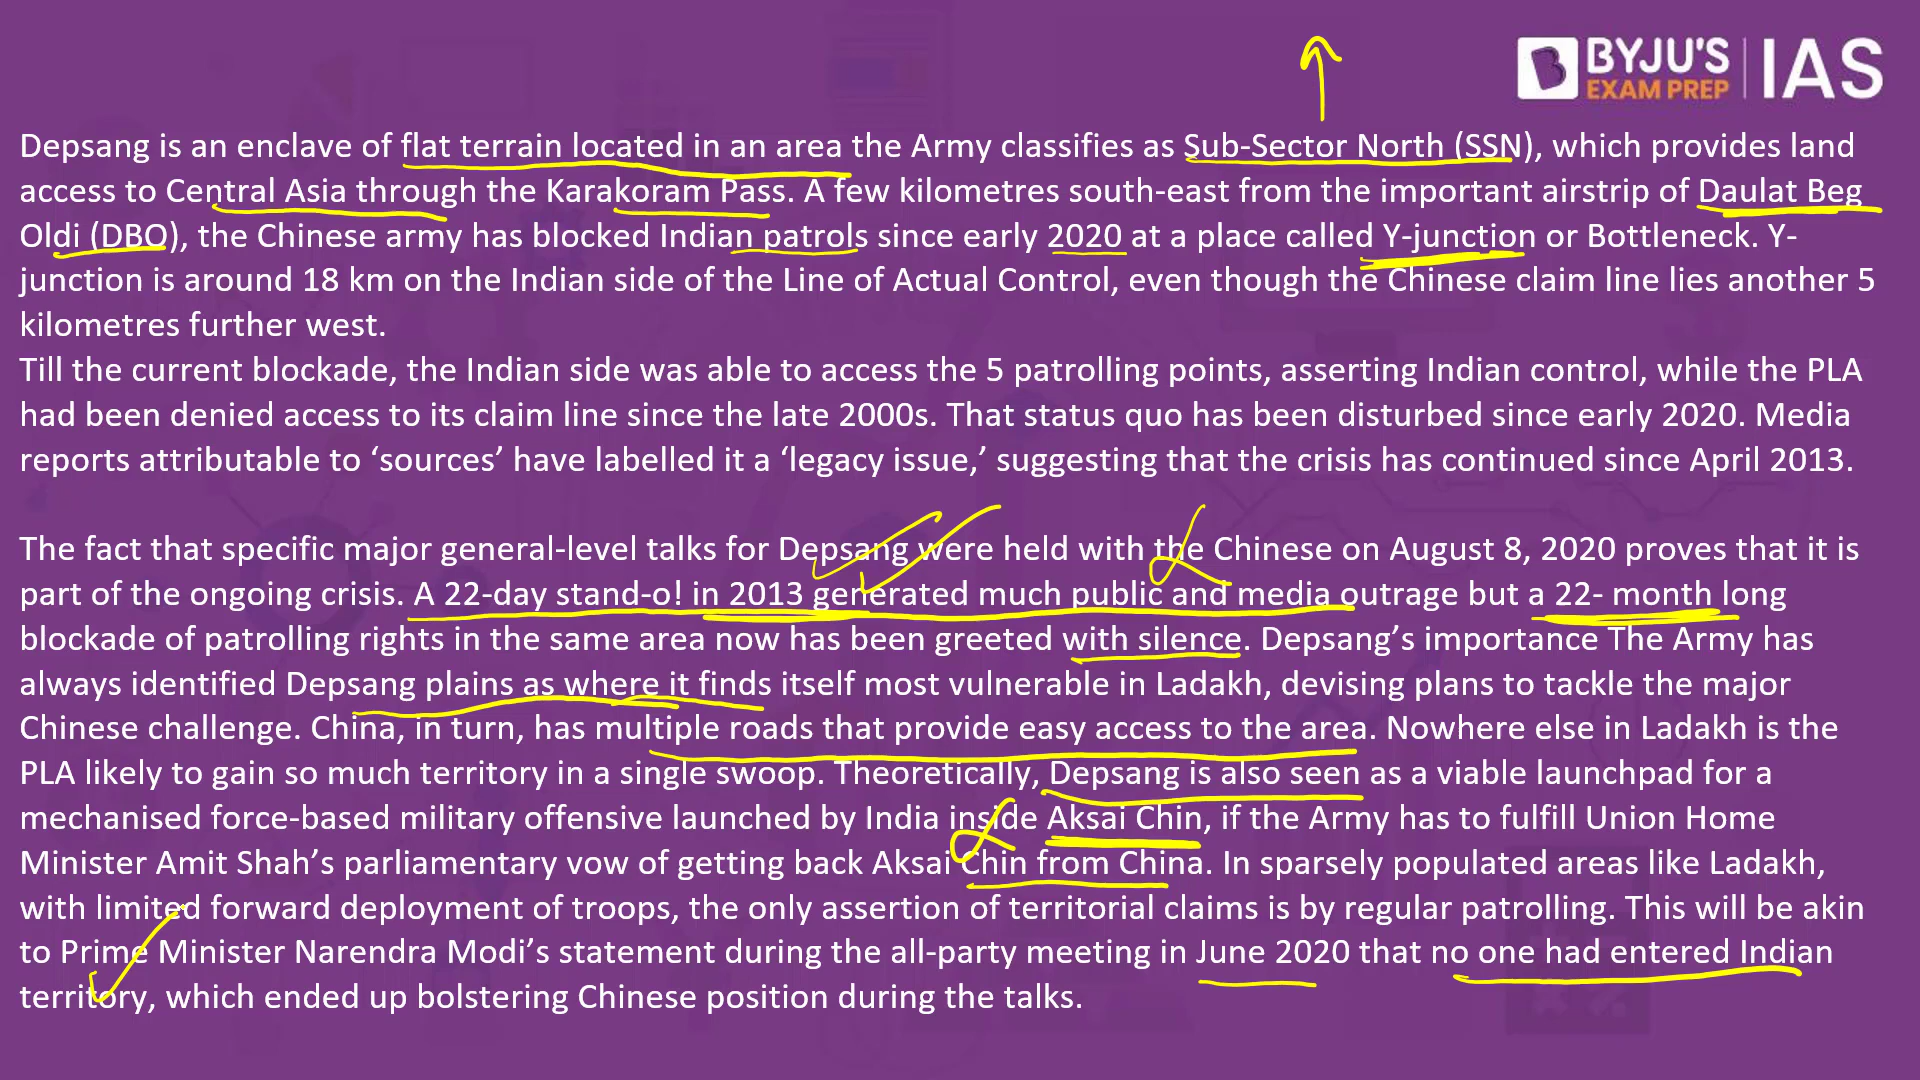 BYJU'S
EXAM PREP
IAS
Depsang is an enclave of flat terrain located in an area the Army classifies as Sub-Sector North (SSN), which provides land
access to Central Asia through the Karakoram Pass. A few kilometres south-east from the important airstrip of Daulat Beg
Oldi (DBO), the Chinese army has blocked Indian patrols since early 2020 at a place called Y-junction or Bottleneck. Y-
junction is around 18 km on the Indian side of the Line of Actual Control, even though the Chinese claim line lies another 5
kilometres further west.
Till the current blockade, the Indian side was able to access the 5 patrolling points, asserting Indian control, while the PLA
had been denied access to its claim line since the late 2000s. That status quo has been disturbed since early 2020. Media
reports attributable to ‘sources’ have labelled it a ‘legacy issue,’ suggesting that the crisis has continued since April 2013.
The fact that specific major general-level talks for Depsang were held with the Chinese on August 8, 2020 proves that it is
part of the ongoing crisis. A 22-day stand-o! in 2013 generated much public and media outrage but a 22- month long
blockade of patrolling rights in the same area now has been greeted with silence. Depsang’s importance The Army has
always identified Depsang plains as where it finds itself most vulnerable in Ladakh, devising plans to tackle the major
Chinese challenge. China, in turn, has multiple roads that provide easy access to the area. Nowhere else in Ladakh is the
PLA likely to gain so much territory in a single swoop. Theoretically, Depsang is also seen as a viable launchpad for a
mechanised force-based military offensive launched by India inside Aksai Chin, if the Army has to fulfill Union Home
Minister Amit Shah’s parliamentary vow of getting back Aksai Chin from China. In sparsely populated areas like Ladakh,
with limited forward deployment of troops, the only assertion of territorial claims is by regular patrolling. This will be akin
to Prime Minister Narendra Modi’s statement during the all-party meeting in June 2020 that no one had entered Indian
territory, which ended up bolstering Chinese position during the talks.